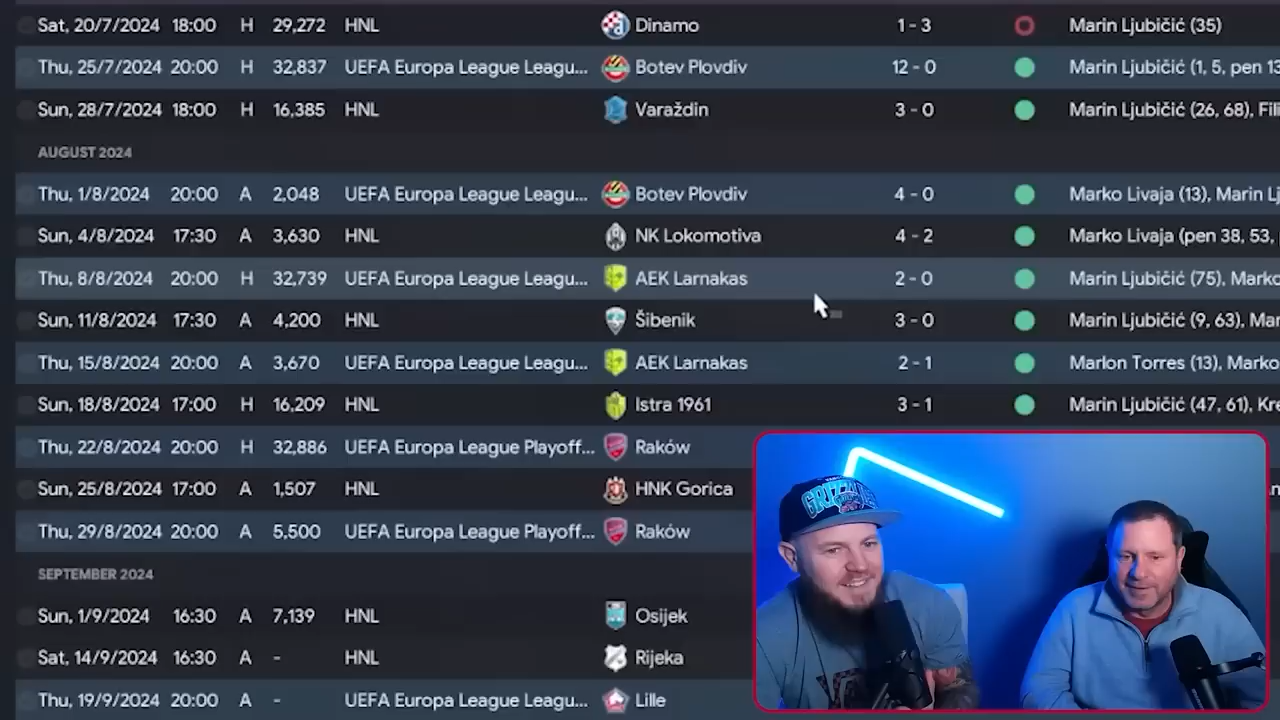 Sat, 20/7/2024 18:00 H 29,272 HNL Dinamo 1 - 3 Marin Ljubičić (35)
Thu, 25/7/2024 20:00 H 32,837 UEFA Europa League Leagu... Botev Plovdiv 12 - 0 Marin Ljubičić (1, 5, pen 13
Sun, 28/7/2024 18:00 H 16,385 HNL Varaždin 3 - 0 Marin Ljubičić (26, 68), Fili
AUGUST 2024
Thu, 1/8/2024 20:00 A 2,048 UEFA Europa League Leagu... Botev Plovdiv 4 - 0 Marko Livaja (13), Marin Lj
Sun, 4/8/2024 17:30 A 3,630 HNL NK Lokomotiva 4 - 2 Marko Livaja (pen 38, 53,
Thu, 8/8/2024 20:00 H 32,739 UEFA Europa League Leagu... AEK Larnakas 2 - 0 Marin Ljubičić (75), Marko
Sun, 11/8/2024 17:30 A 4,200 HNL Šibenik 3 - 0 Marin Ljubičić (9, 63), Mar
Thu, 15/8/2024 20:00 A 3,670 UEFA Europa League Leagu... AEK Larnakas 2 - 1 Marlon Torres (13), Marko
Sun, 18/8/2024 17:00 H 16,209 HNL Istra 1961 3 - 1 Marin Ljubičić (47, 61), Kre
Thu, 22/8/2024 20:00 H 32,886 UEFA Europa League Playoff... Raków
Sun, 25/8/2024 17:00 A 1,507 HNL HNK Gorica
Thu, 29/8/2024 20:00 A 5,500 UEFA Europa League Playoff... Raków
SEPTEMBER 2024
Sun, 1/9/2024 16:30 A 7,139 HNL Osijek
Sat, 14/9/2024 16:30 A - HNL Rijeka
Thu, 19/9/2024 20:00 A - UEFA Europa League Leagu... Lille
GRIZZLIES